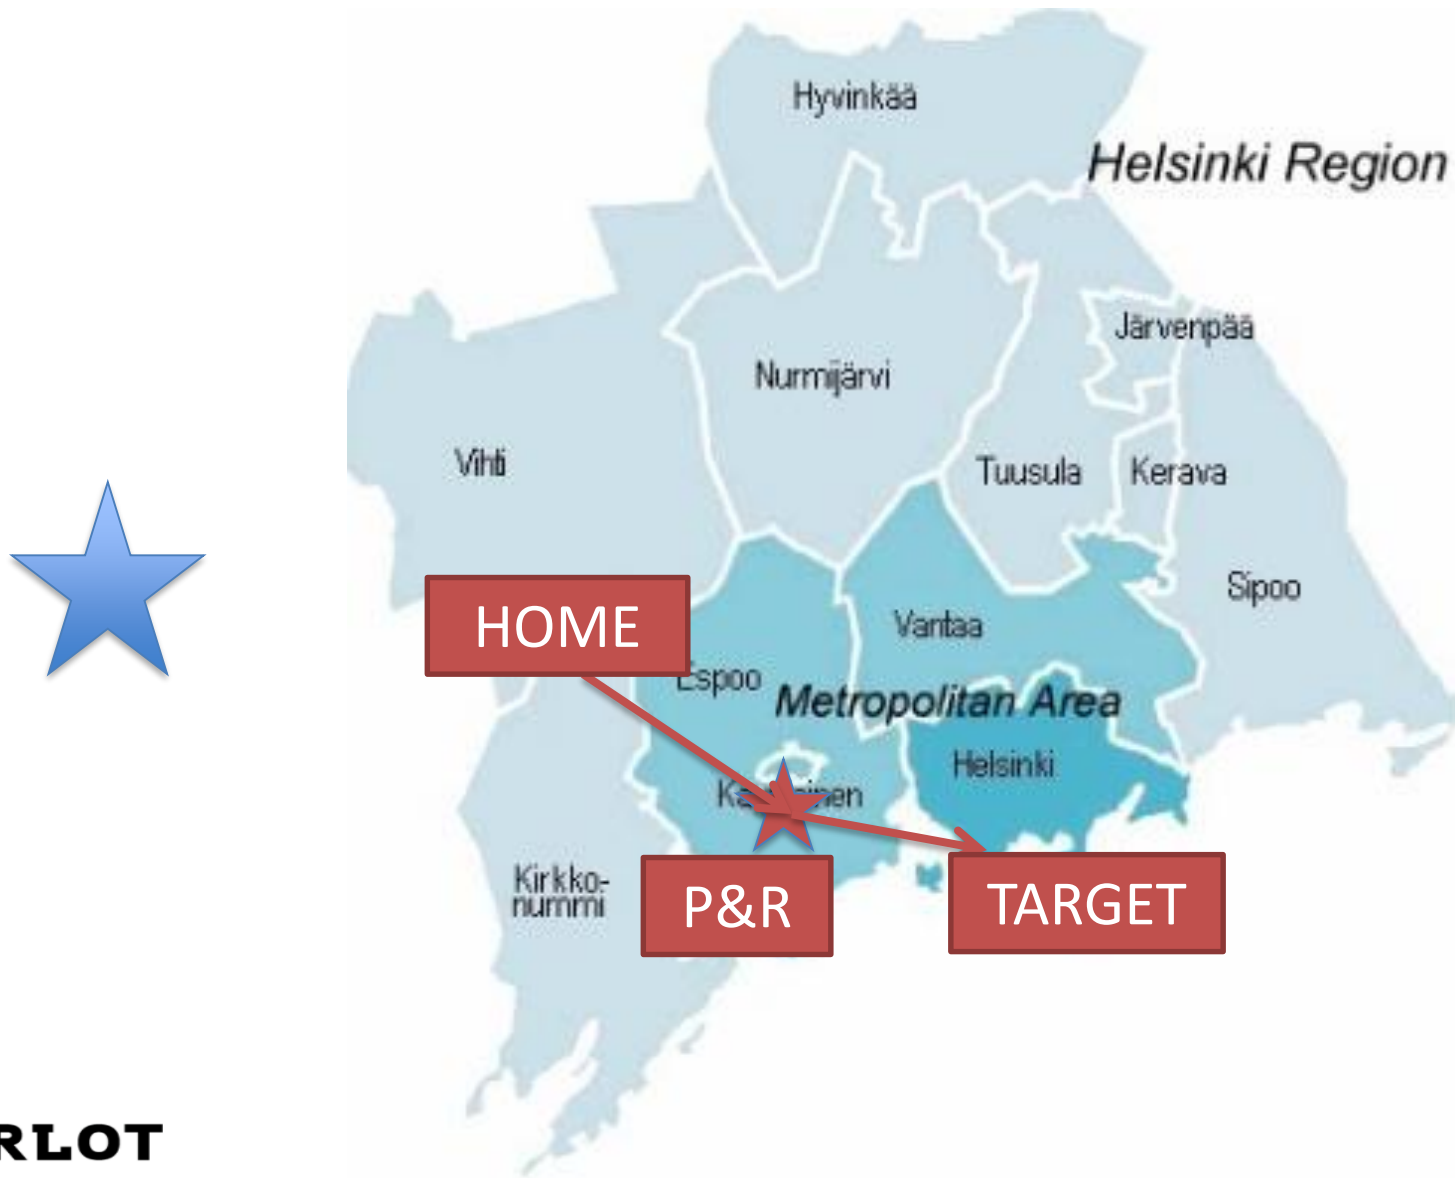 Hyvinkää
Helsinki Region
Järvenpää
Nurmijärvi
Vihti
Tuusula
Kerava
Sipoo
HOME
Vantaa
Espoo
Metropolitan Area
Helsinki
Kirkko-
nummi
P&R
TARGET
RLOT